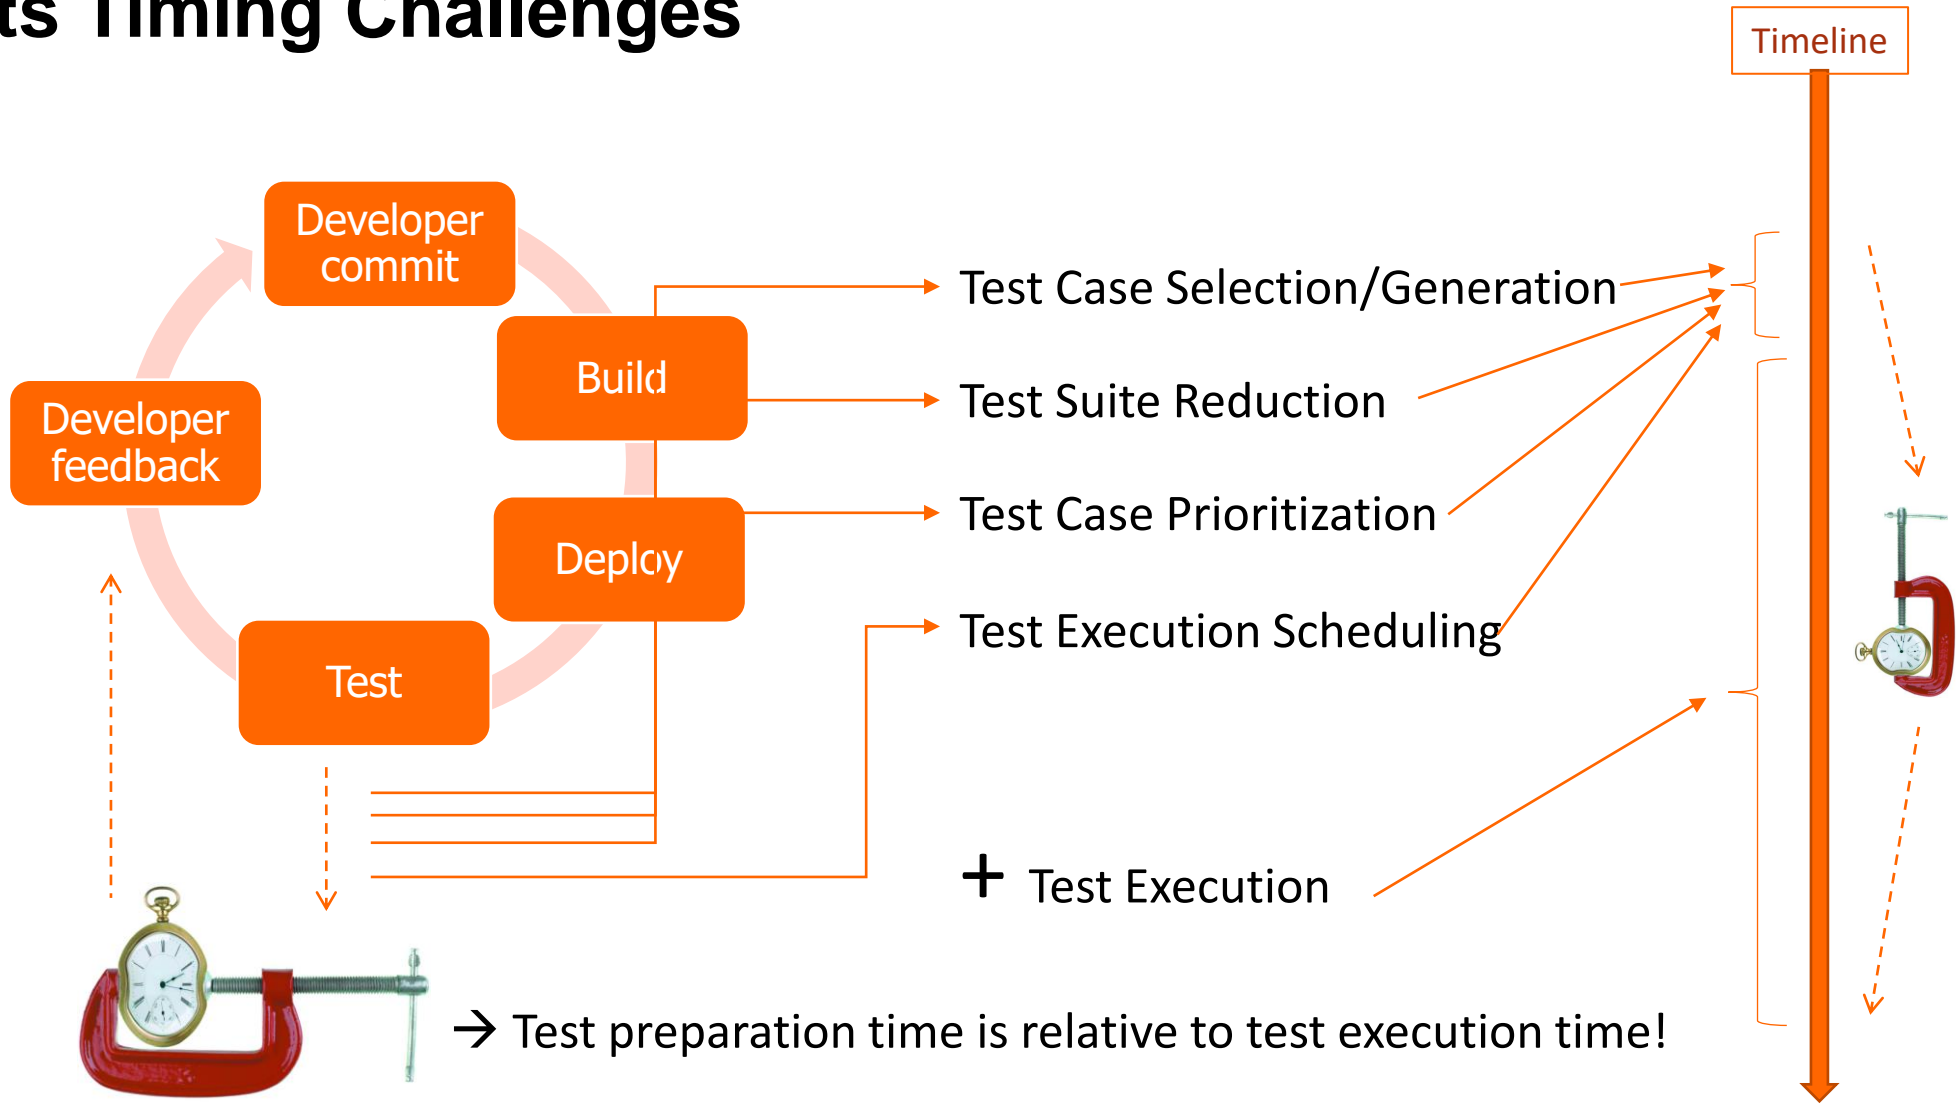 ts Timing Challenges
Timeline
Developer
commit
Build
Deploy
Test
Developer
feedback
Test Case Selection/Generation
Test Suite Reduction
Test Case Prioritization
Test Execution Scheduling
+ Test Execution
→ Test preparation time is relative to test execution time!